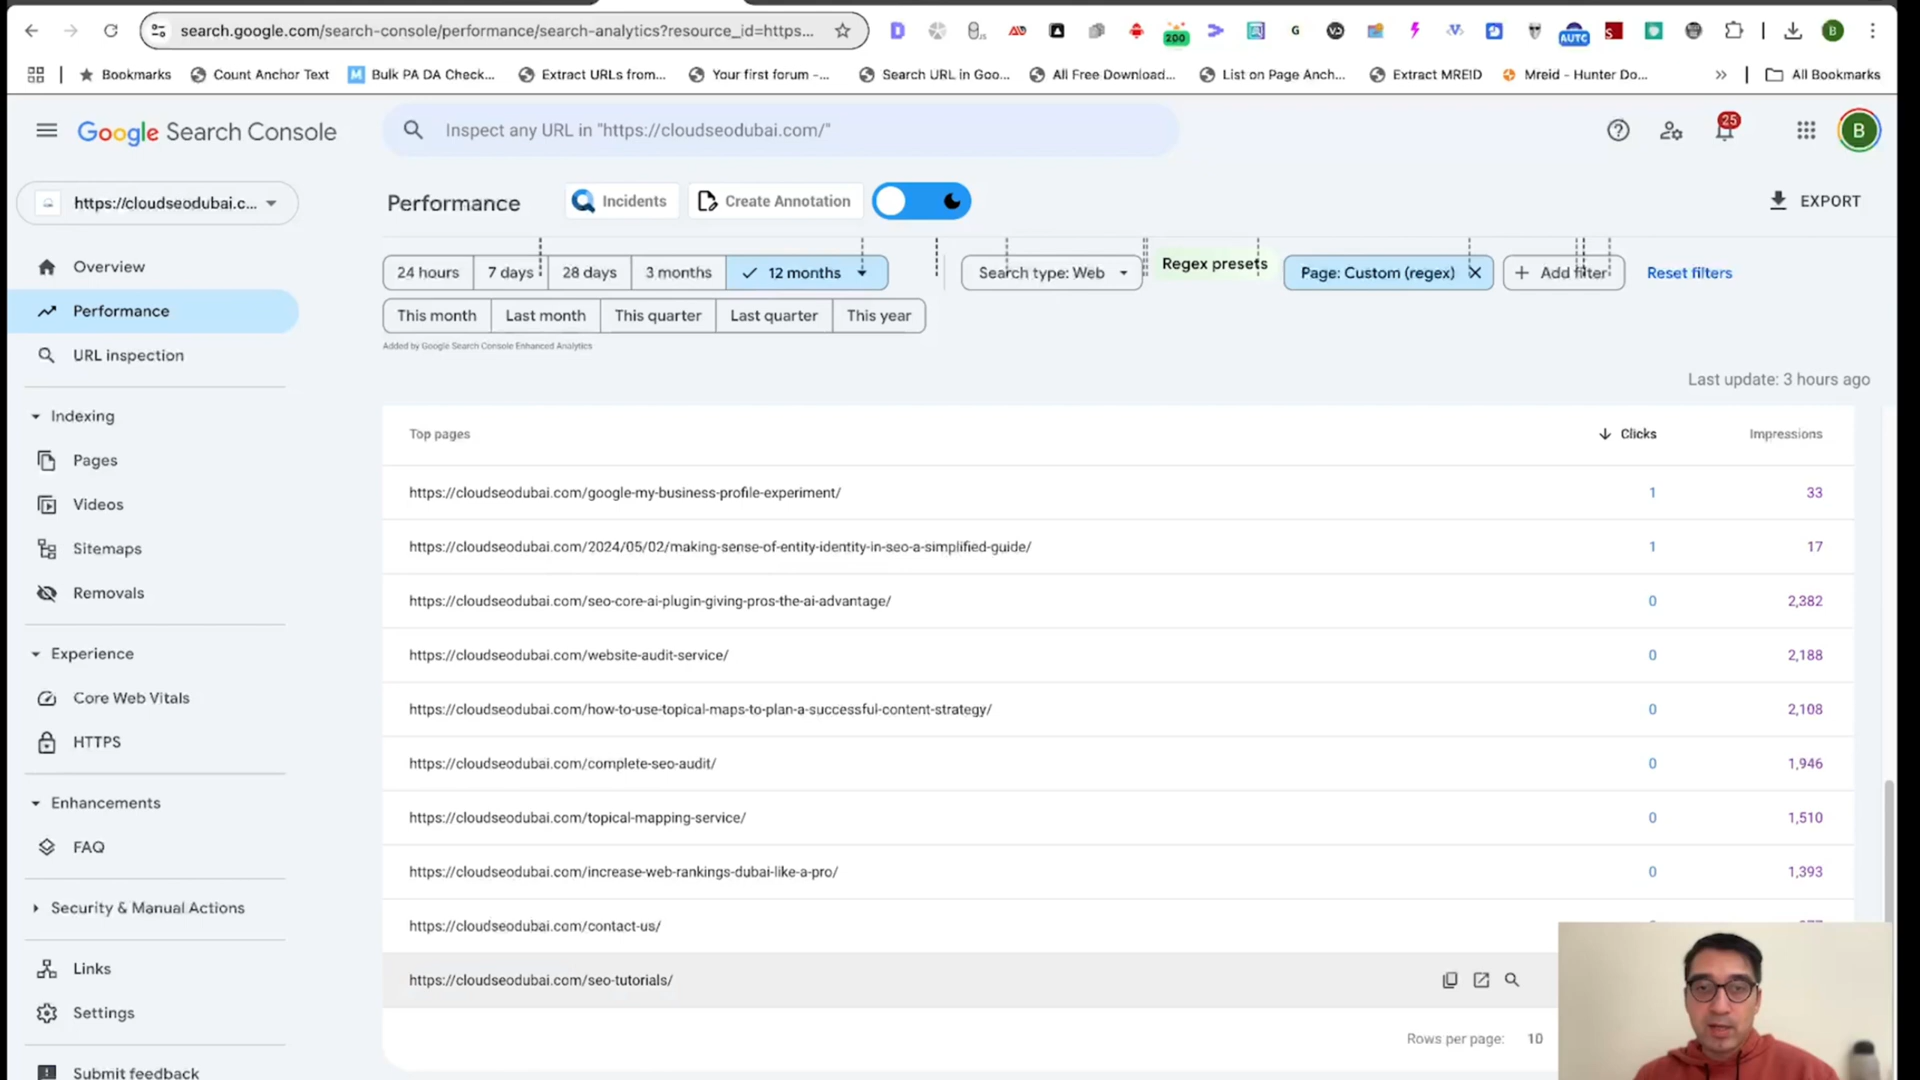 search.google.com/search-console/performance/search-analytics?resource_id=https...
200
G
AUTC
B
Bookmarks
Count Anchor Text
M
Bulk PA DA Check...
Extract URLs from...
Your first forum -...
Search URL in Goo...
All Free Download...
List on Page Anch...
Extract MREID
Mreid - Hunter Do...
All Bookmarks
Google Search Console
Inspect any URL in "https://cloudseodubai.com/"
25
B
https://cloudseodubai.c...
Performance
Incidents
Create Annotation
EXPORT
24 hours
7 days
28 days
3 months
12 months
Search type: Web
Regex presets
Page: Custom (regex)
Add filter
Reset filters
This month
Last month
This quarter
Last quarter
This year
Added by Google Search Console Enhanced Analytics
Last update: 3 hours ago
Overview
Performance
URL inspection
Indexing
Pages
Videos
Sitemaps
Removals
Experience
Core Web Vitals
HTTPS
Enhancements
FAQ
Security & Manual Actions
Links
Settings
Submit feedback
Top pages Clicks Impressions
https://cloudseodubai.com/google-my-business-profile-experiment/ 1 33
https://cloudseodubai.com/2024/05/02/making-sense-of-entity-identity-in-seo-a-simplified-guide/ 1 17
https://cloudseodubai.com/seo-core-ai-plugin-giving-pros-the-ai-advantage/ 0 2,382
https://cloudseodubai.com/website-audit-service/ 0 2,188
https://cloudseodubai.com/how-to-use-topical-maps-to-plan-a-successful-content-strategy/ 0 2,108
https://cloudseodubai.com/complete-seo-audit/ 0 1,946
https://cloudseodubai.com/topical-mapping-service/ 0 1,510
https://cloudseodubai.com/increase-web-rankings-dubai-like-a-pro/ 0 1,393
https://cloudseodubai.com/contact-us/
https://cloudseodubai.com/seo-tutorials/
Rows per page: 10